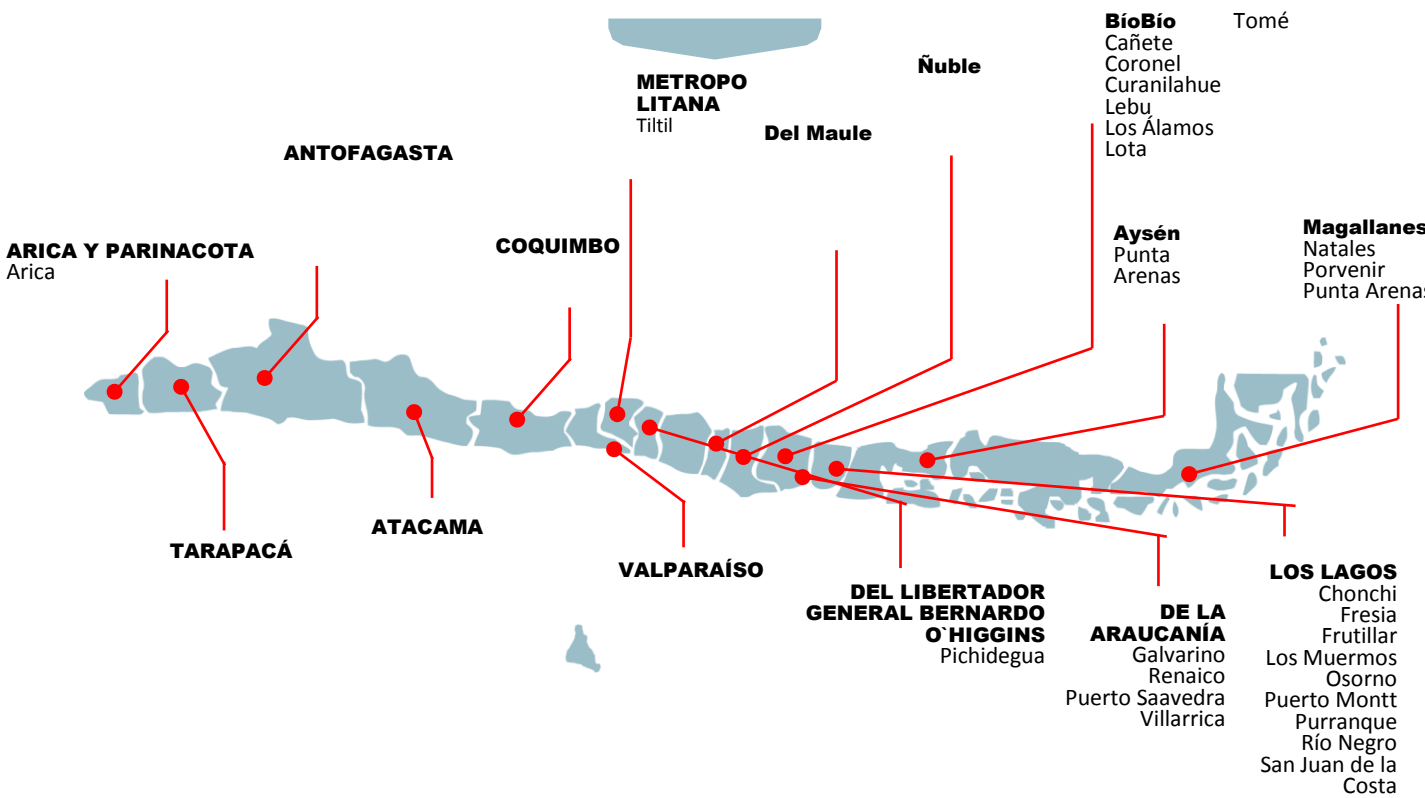 BíoBío
Cañete
Coronel
Curanilahue
Lebu
Los Álamos
Lota
Tomé
Ñuble
METROPO
LITANA
Tiltil
Del Maule
ANTOFAGASTA
ARICA Y PARINACOTA
Arica
COQUIMBO
Aysén
Punta
Arenas
Magallanes
Natales
Porvenir
Punta Arenas
TARAPACÁ
ATACAMA
VALPARAÍSO
DEL LIBERTADOR
GENERAL BERNARDO
O`HIGGINS
Pichidegua
DE LA
ARAUCANÍA
Galvarino
Renaico
Puerto Saavedra
Villarrica
LOS LAGOS
Chonchi
Fresia
Frutillar
Los Muermos
Osorno
Puerto Montt
Purranque
Río Negro
San Juan de la
Costa